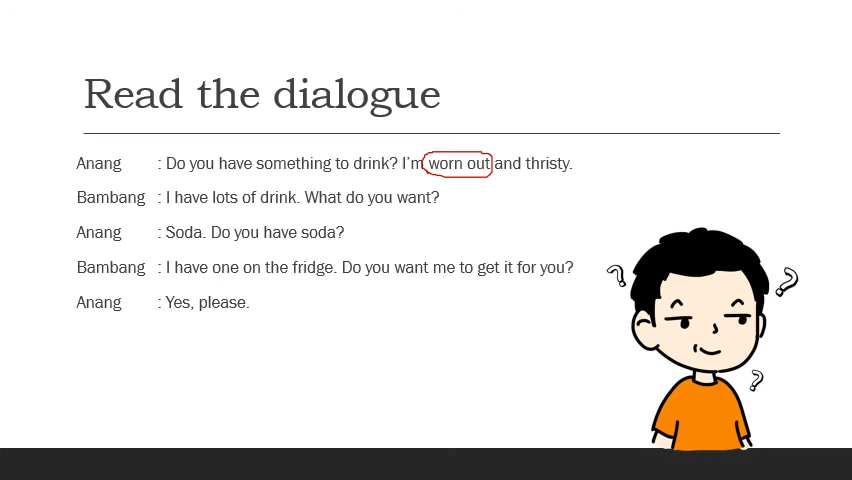 Read the dialogue
Anang : Do you have something to drink? I'm worn out and thristy.
Bambang : I have lots of drink. What do you want?
Anang : Soda. Do you have soda?
Bambang : I have one on the fridge. Do you want me to get it for you?
Anang : Yes, please.
? ?
?